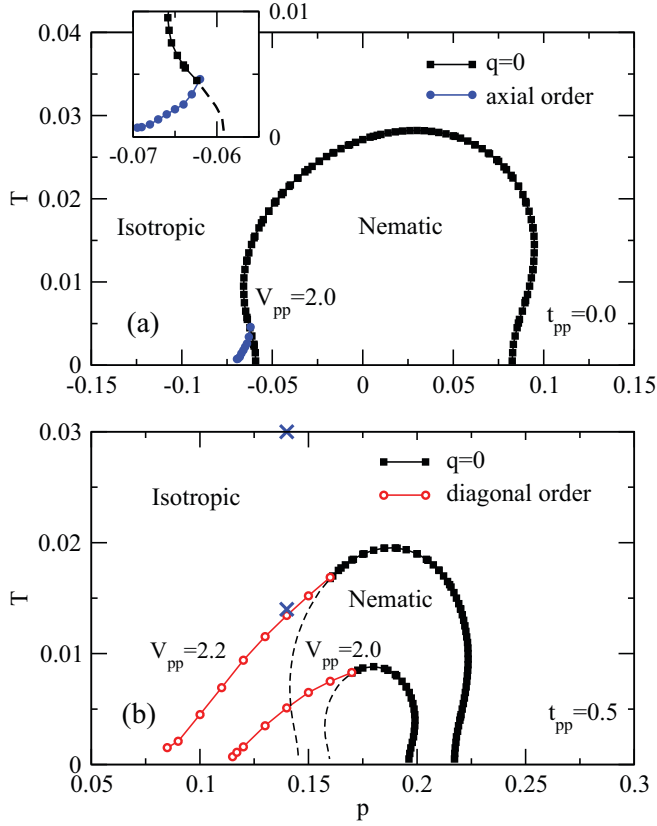 0.01
0
-0.07 -0.06
q=0
axial order
0.04
0.03
0.02
0.01
0
T
Isotropic
Nematic
V_pp=2.0
(a)
t_pp=0.0
-0.15 -0.1 -0.05 0 0.05 0.1 0.15
0.03
0.02
0.01
0
T
q=0
diagonal order
Isotropic
Nematic
V_pp=2.2
V_pp=2.0
(b)
t_pp=0.5
0.05 0.1 0.15 0.2 0.25 0.3
p